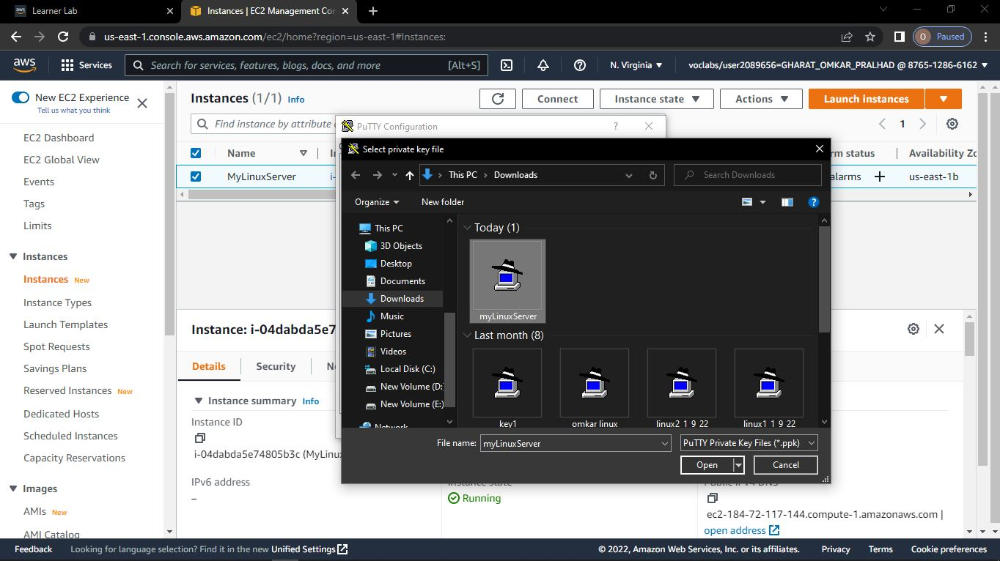 Learner Lab
Instances | EC2 Management Con
us-east-1.console.aws.amazon.com/ec2/home?region=us-east-1#Instances:
O Paused
aws
Services
Search for services, features, blogs, docs, and more [Alt+S]
N. Virginia
voclabs/user2089656=GHARAT_OMKAR_PRALHAD @ 8765-1286-6162
New EC2 Experience
Tell us what you think
EC2 Dashboard
EC2 Global View
Events
Tags
Limits
Instances
Instances New
Instance Types
Launch Templates
Spot Requests
Savings Plans
Reserved Instances New
Dedicated Hosts
Scheduled Instances
Capacity Reservations
Images
AMIs New
AMI Catalog
Instances (1/1) Info
Connect
Instance state
Actions
Launch instances
Find instance by attribute
1
Name
rm status
Availability Zo
MyLinuxServer
i-
alarms +
us-east-1b
PuTTY Configuration
?
Select private key file
This PC > Downloads
Search Downloads
Organize
New folder
This PC
3D Objects
Desktop
Documents
Downloads
Music
Pictures
Videos
Local Disk (C:)
New Volume (D:
New Volume (E:)
Network
Today (1)
myLinuxServer
Last month (8)
key1
omkar linux
linux2_1_9_22
linux1_1_9_22
File name: myLinuxServer
PuTTY Private Key Files (*.ppk)
Open
Cancel
Instance: i-04dabda5e7
Details
Security
Instance summary Info
Instance ID
i-04dabda5e74805b3c (MyLinu
IPv6 address
–
Instance state
Running
Public IPv4 DNS
ec2-184-72-117-144.compute-1.amazonaws.com |
open address
Feedback
Looking for language selection? Find it in the new Unified Settings
© 2022, Amazon Web Services, Inc. or its affiliates.
Privacy
Terms
Cookie preferences